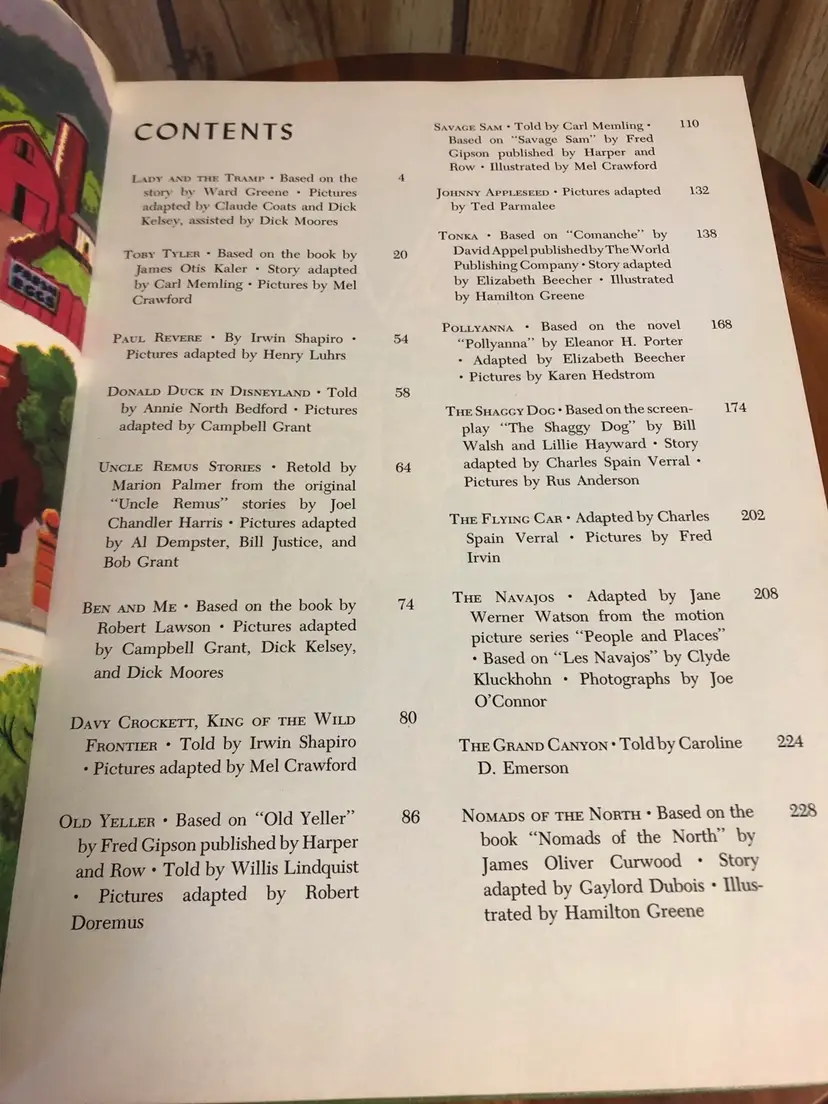 CONTENTS
LADY AND THE TRAMP • Based on the 4
story by Ward Greene • Pictures
adapted by Claude Coats and Dick
Kelsey, assisted by Dick Moores
TOBY TYLER • Based on the book by 20
James Otis Kaler • Story adapted
by Carl Memling • Pictures by Mel
Crawford
PAUL REVERE • By Irwin Shapiro • 54
Pictures adapted by Henry Luhrs
DONALD DUCK IN DISNEYLAND • Told 58
by Annie North Bedford • Pictures
adapted by Campbell Grant
UNCLE REMUS STORIES • Retold by 64
Marion Palmer from the original
"Uncle Remus" stories by Joel
Chandler Harris • Pictures adapted
by Al Dempster, Bill Justice, and
Bob Grant
BEN AND ME • Based on the book by 74
Robert Lawson • Pictures adapted
by Campbell Grant, Dick Kelsey,
and Dick Moores
DAVY CROCKETT, KING OF THE WILD 80
FRONTIER • Told by Irwin Shapiro
• Pictures adapted by Mel Crawford
OLD YELLER • Based on "Old Yeller" 86
by Fred Gipson published by Harper
and Row • Told by Willis Lindquist
• Pictures adapted by Robert
Doremus
SAVAGE SAM • Told by Carl Memling • 110
Based on "Savage Sam" by Fred
Gipson published by Harper and
Row • Illustrated by Mel Crawford
JOHNNY APPLESEED • Pictures adapted 132
by Ted Parmalee
TONKA • Based on "Comanche" by 138
David Appel published by The World
Publishing Company • Story adapted
by Elizabeth Beecher • Illustrated
by Hamilton Greene
POLLYANNA • Based on the novel 168
"Pollyanna" by Eleanor H. Porter
• Adapted by Elizabeth Beecher
• Pictures by Karen Hedstrom
THE SHAGGY DOG • Based on the screen- 174
play "The Shaggy Dog" by Bill
Walsh and Lillie Hayward • Story
adapted by Charles Spain Verral •
Pictures by Rus Anderson
THE FLYING CAR • Adapted by Charles 202
Spain Verral • Pictures by Fred
Irvin
THE NAVAJOS • Adapted by Jane 208
Werner Watson from the motion
picture series "People and Places"
• Based on "Les Navajos" by Clyde
Kluckhohn • Photographs by Joe
O'Connor
THE GRAND CANYON • Told by Caroline 224
D. Emerson
NOMADS OF THE NORTH • Based on the 228
book "Nomads of the North" by
James Oliver Curwood • Story
adapted by Gaylord Dubois • Illus-
trated by Hamilton Greene
FRESH
EGGS